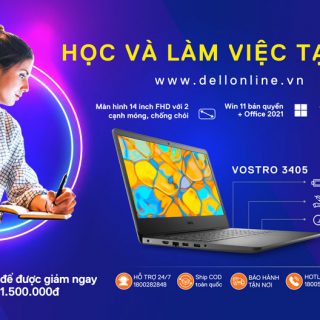 HỌC VÀ LÀM VIỆC TẠ
www.dellonline.vn
Màn hình 14 inch FHD với 2
cạnh mỏng, chống chói
Win 11 bản quyền
+ Office 2021
VOSTRO 3405
để được giảm ngay
1.500.000đ
HỖ TRỢ 24/7
1800282848
Ship COD
toàn quốc
BẢO HÀNH
TẬN NƠI
HOTL
18005